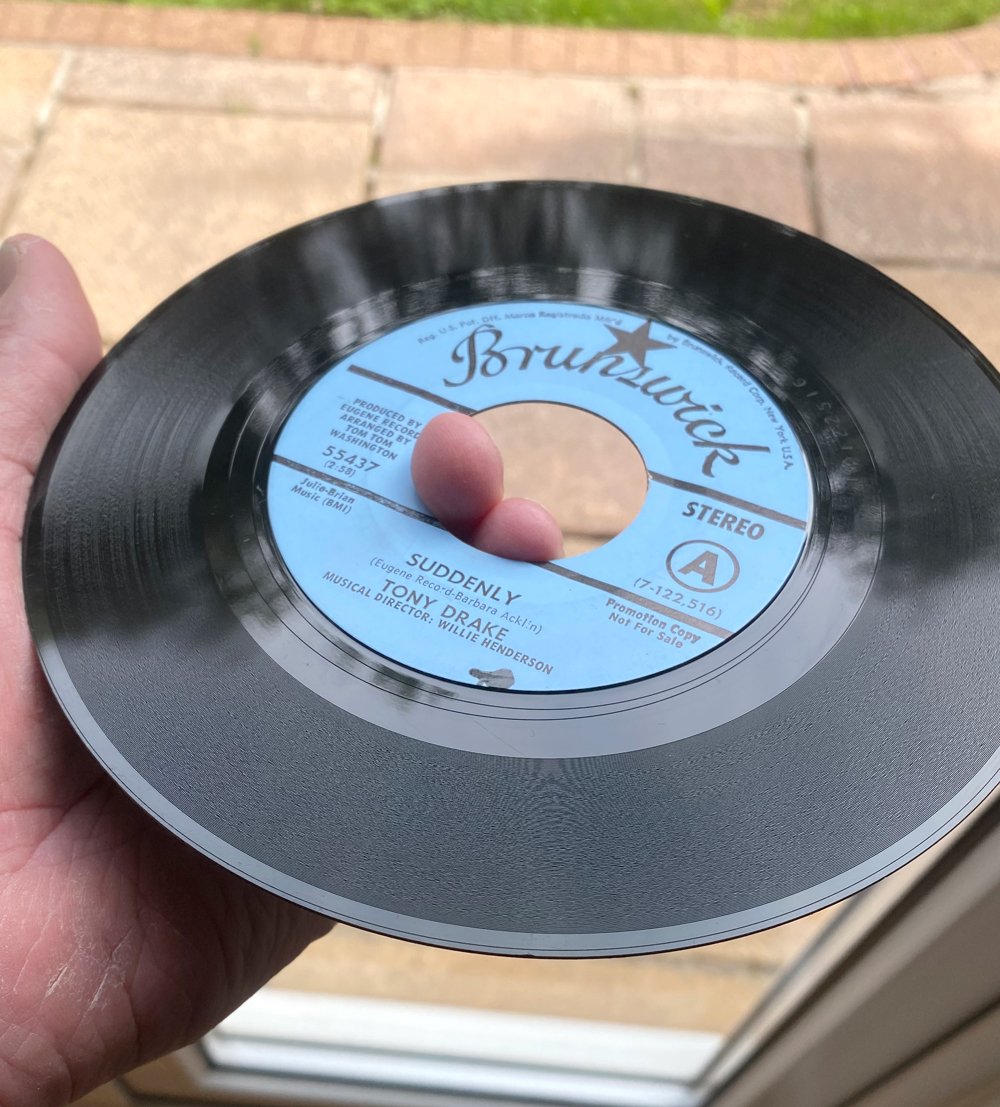 Reg. U.S. Pat. Off. Marca Registrada Mfrd. by Brunswick Record Corp. New York U.S.A.
Brunswick
PRODUCED BY
EUGENE RECORD
ARRANGED BY
TOM TOM
WASHINGTON
55437
(2:58)
Julie-Brian
Music (BMI)
STEREO
A
(7-122,516)
Promotion Copy
Not For Sale
SUDDENLY
(Eugene Record-Barbara Acklin)
TONY DRAKE
MUSICAL DIRECTOR: WILLIE HENDERSON